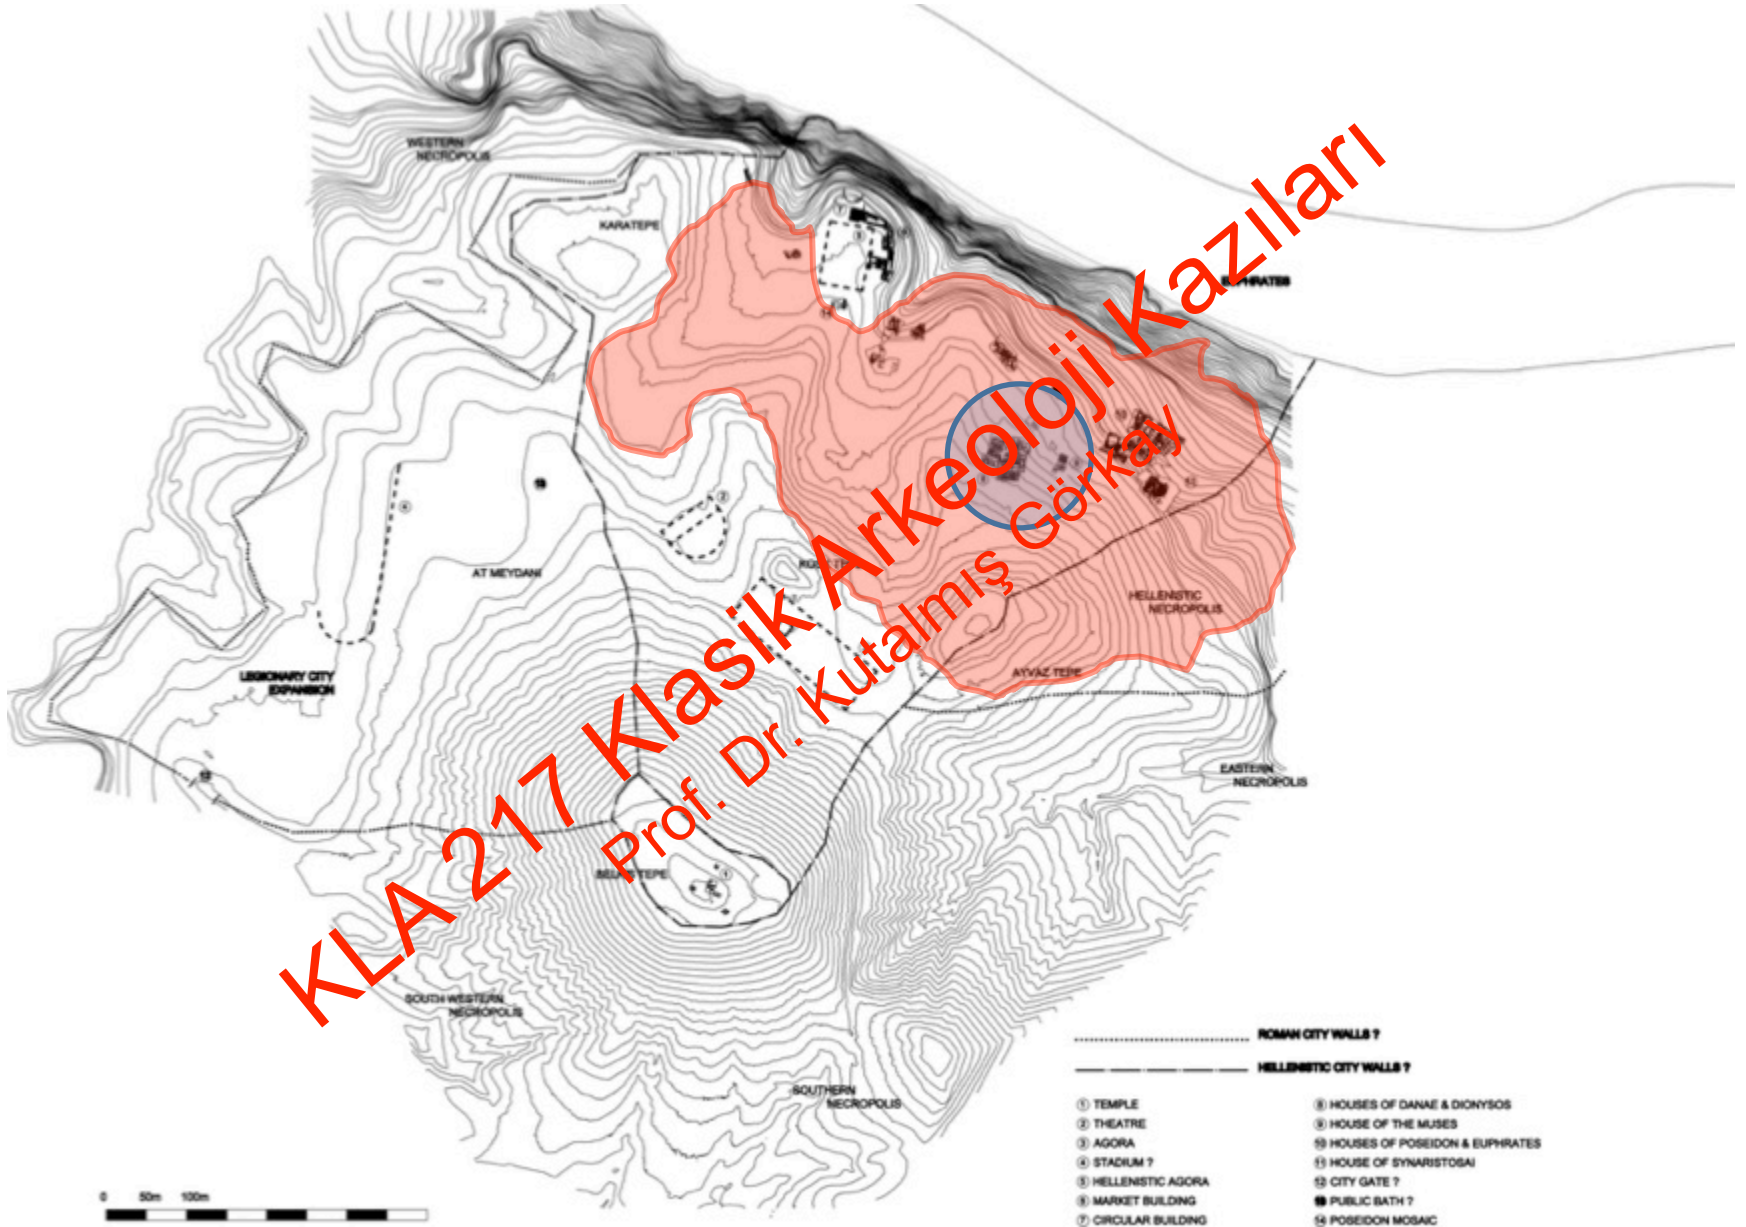 WESTERN
NECROPOLIS
KARATEPE
EUPHRATES
KLA 217 Klasik Arkeoloji Kazıları
Prof. Dr. Kutalmış Görkay
AT MEYDANI
HELLENISTIC
NECROPOLIS
AYVAZ TEPE
LEGIONARY CITY
EXPANSION
EASTERN
NECROPOLIS
SOUTH WESTERN
NECROPOLIS
SOUTHERN
NECROPOLIS
ROMAN CITY WALLS ?
HELLENISTIC CITY WALLS ?
1 TEMPLE
2 THEATRE
3 AGORA
4 STADIUM ?
5 HELLENISTIC AGORA
6 MARKET BUILDING
7 CIRCULAR BUILDING
8 HOUSES OF DANAE & DIONYSOS
9 HOUSE OF THE MUSES
10 HOUSES OF POSEIDON & EUPHRATES
11 HOUSE OF SYNARISTOSAI
12 CITY GATE ?
13 PUBLIC BATH ?
14 POSEIDON MOSAIC
0 50m 100m